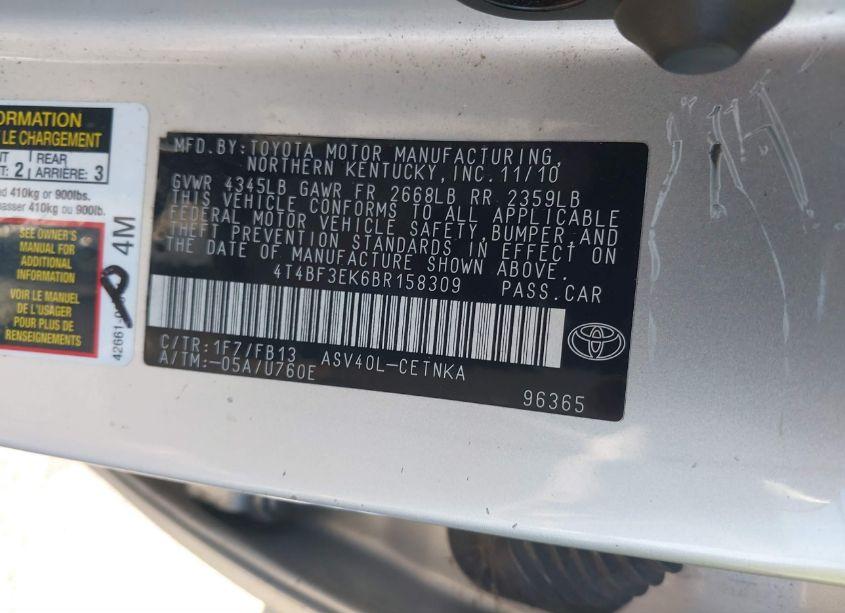 ORMATION
LE CHARGEMENT
REAR
2 ARRIÈRE: 3
ed 410kg or 900lbs.
passer 410kg ou 900lb.
SEE OWNER'S
MANUAL FOR
ADDITIONAL
INFORMATION
VOIR LE MANUEL
DE L'USAGER
POUR PLUS DE
RENSEIGNEMENTS
42661-0
4M
MFD.BY:TOYOTA MOTOR MANUFACTURING,
NORTHERN KENTUCKY,INC. 11/10
GVWR 4345LB GAWR FR 2668LB RR 2359LB
THIS VEHICLE CONFORMS TO ALL APPLICABLE
FEDERAL MOTOR VEHICLE SAFETY,BUMPER,AND
THEFT PREVENTION STANDARDS IN EFFECT ON
THE DATE OF MANUFACTURE SHOWN ABOVE.
4T4BF3EK6BR158309 PASS.CAR
C/TR:1F7/FB13 ASV40L-CETNKA
A/TM:-05A/U760E
96365